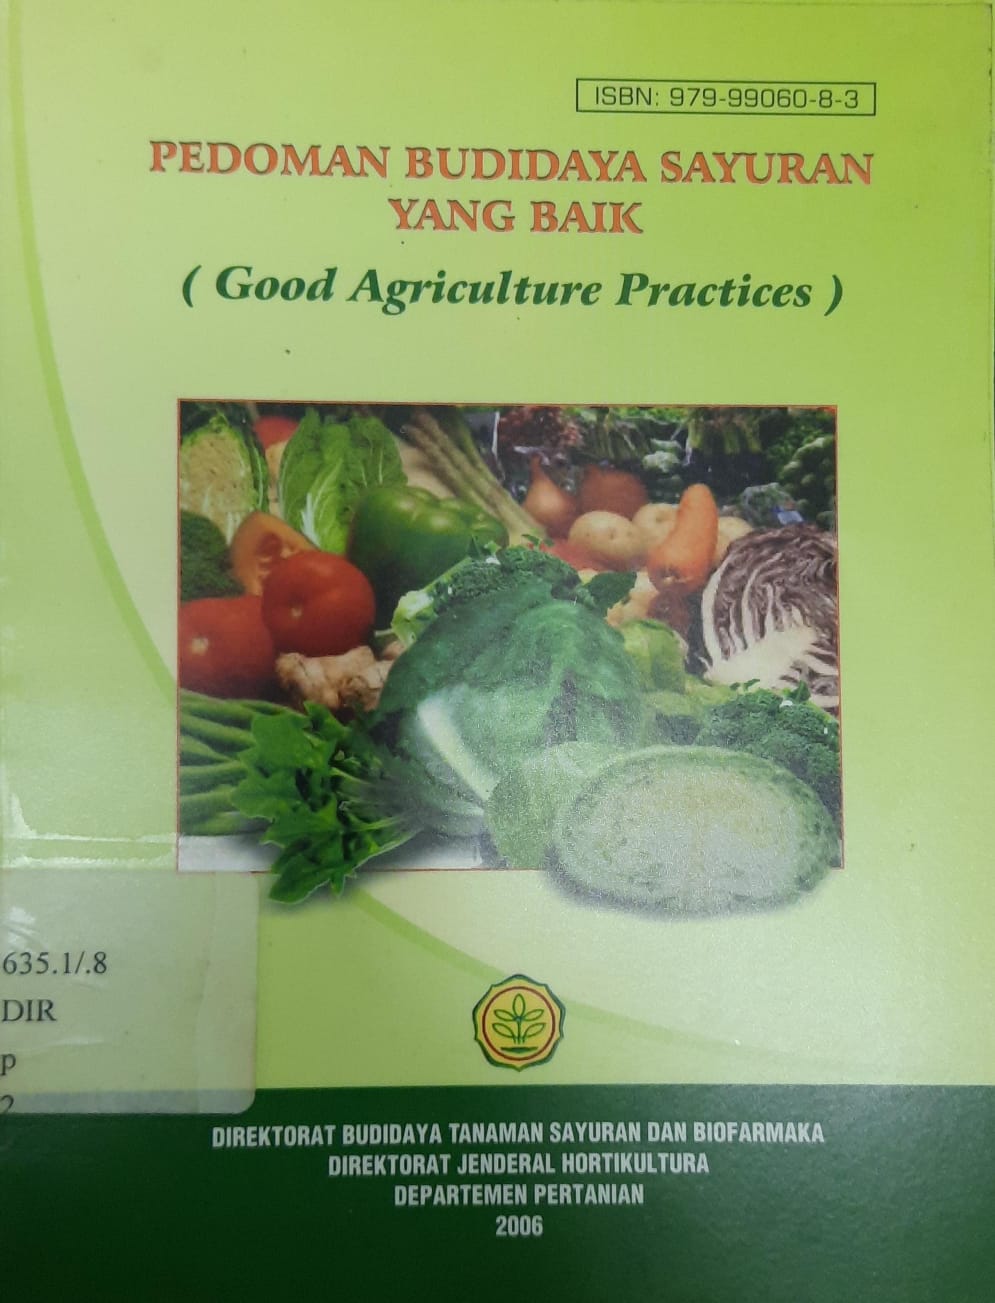 ISBN: 979-99060-8-3
PEDOMAN BUDIDAYA SAYURAN
YANG BAIK
( Good Agriculture Practices )
635.1/.8
DIR
p
2
DIREKTORAT BUDIDAYA TANAMAN SAYURAN DAN BIOFARMAKA
DIREKTORAT JENDERAL HORTIKULTURA
DEPARTEMEN PERTANIAN
2006